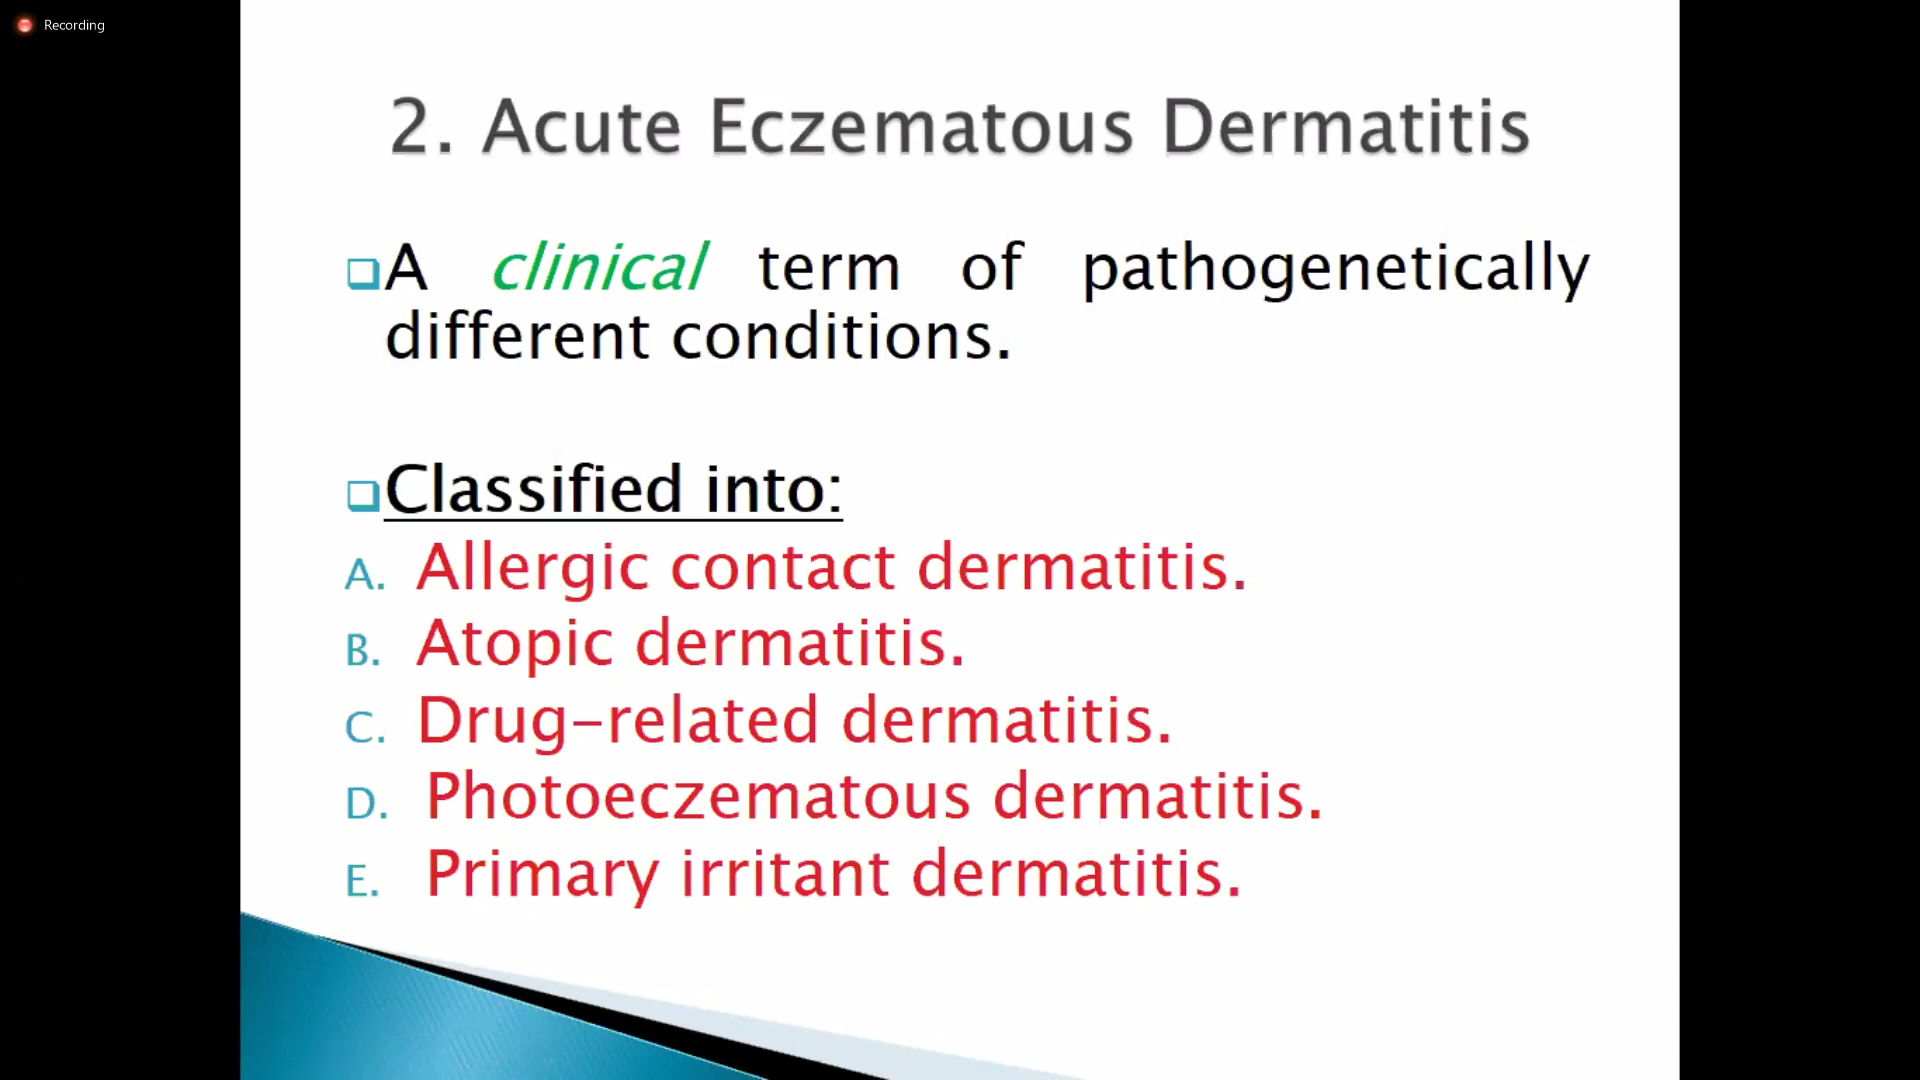 Recording
2. Acute Eczematous Dermatitis
A clinical term of pathogenetically
different conditions.
Classified into:
A. Allergic contact dermatitis.
B. Atopic dermatitis.
C. Drug-related dermatitis.
D. Photoeczematous dermatitis.
E. Primary irritant dermatitis.